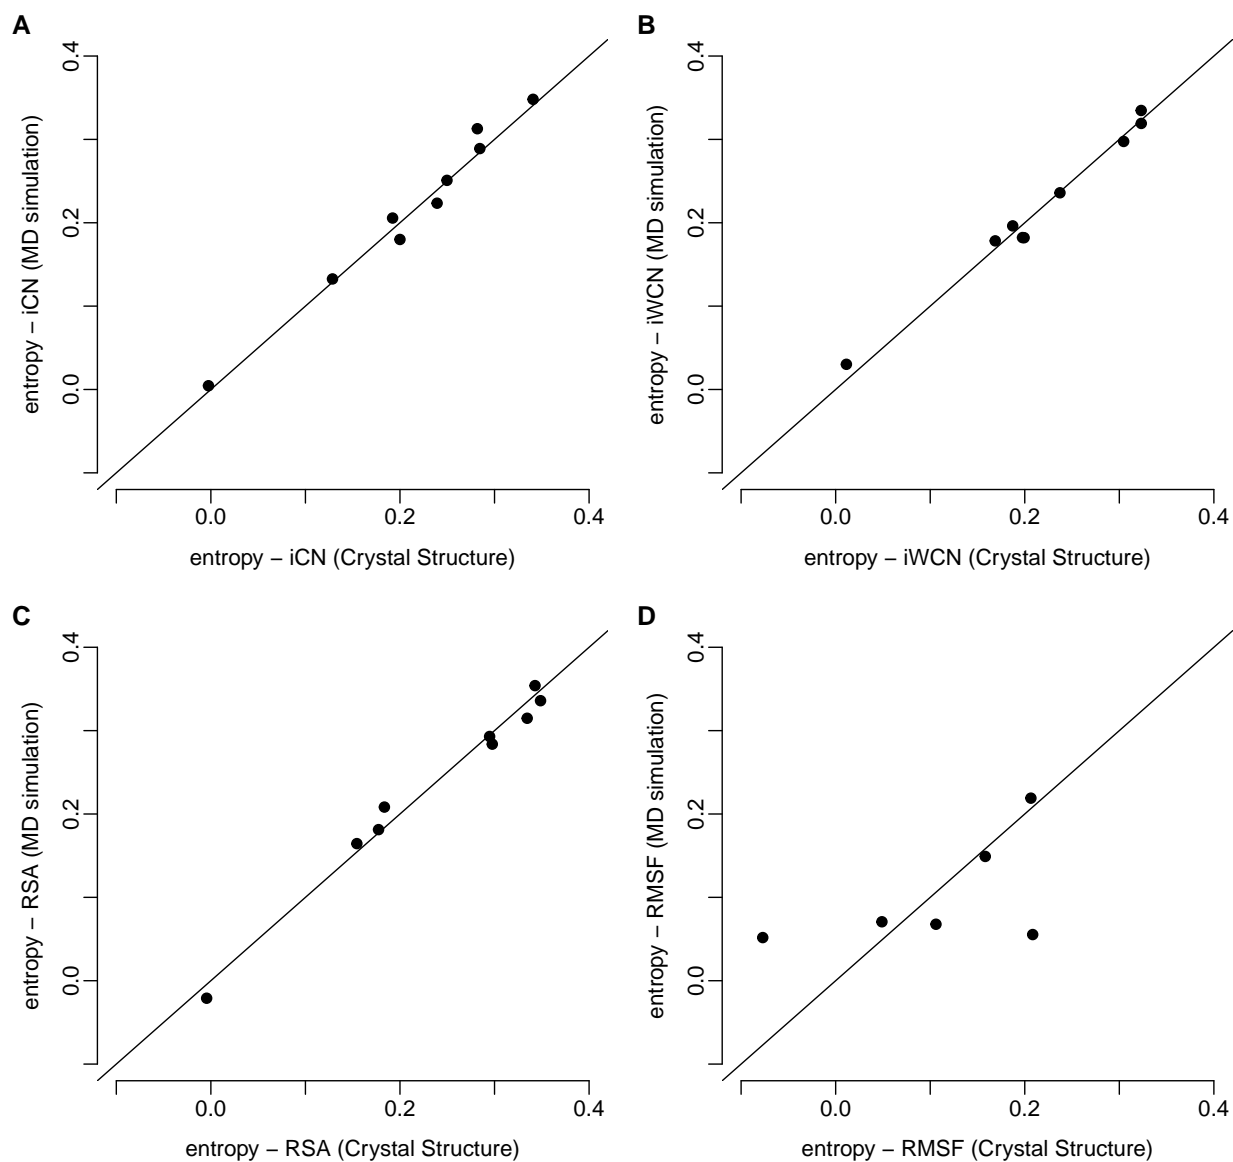 A
0.4
0.2
0.0
entropy − iCN (MD simulation)
0.0 0.2 0.4
entropy − iCN (Crystal Structure)
B
0.4
0.2
0.0
entropy − iWCN (MD simulation)
0.0 0.2 0.4
entropy − iWCN (Crystal Structure)
C
0.4
0.2
0.0
entropy − RSA (MD simulation)
0.0 0.2 0.4
entropy − RSA (Crystal Structure)
D
0.4
0.2
0.0
entropy − RMSF (MD simulation)
0.0 0.2 0.4
entropy − RMSF (Crystal Structure)